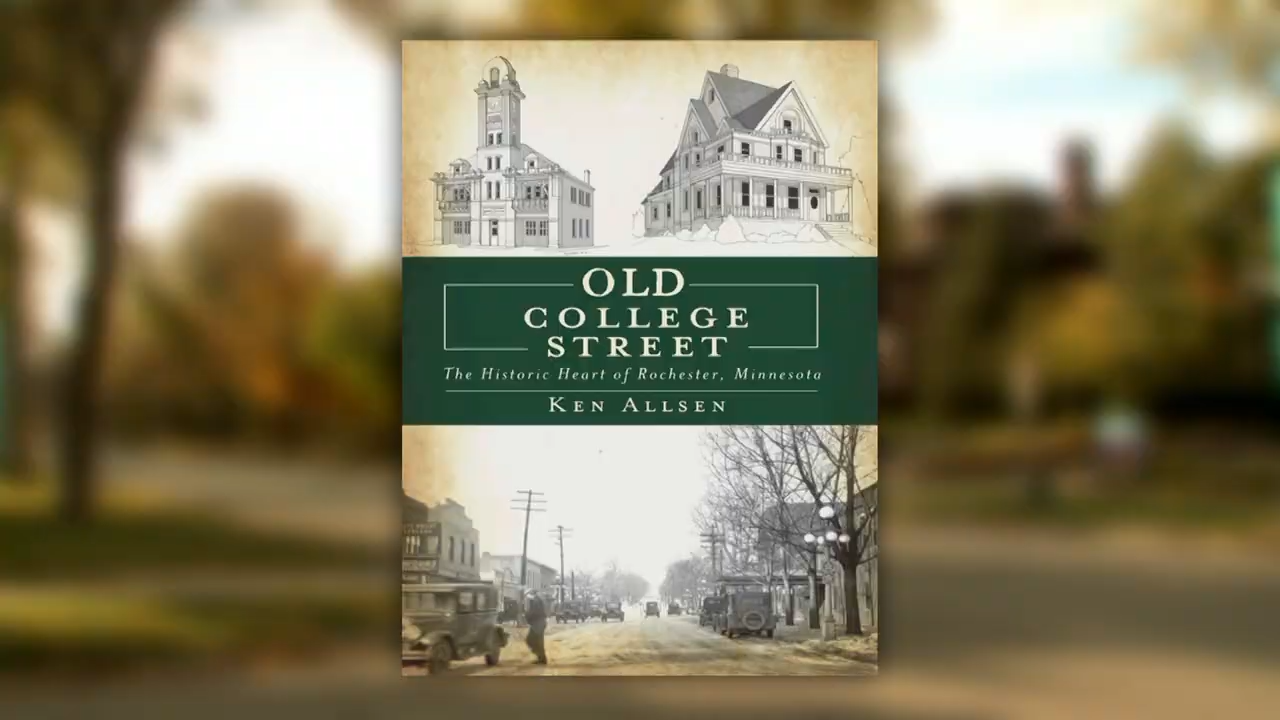 OLD
COLLEGE
STREET
The Historic Heart of Rochester, Minnesota
KEN ALLSEN